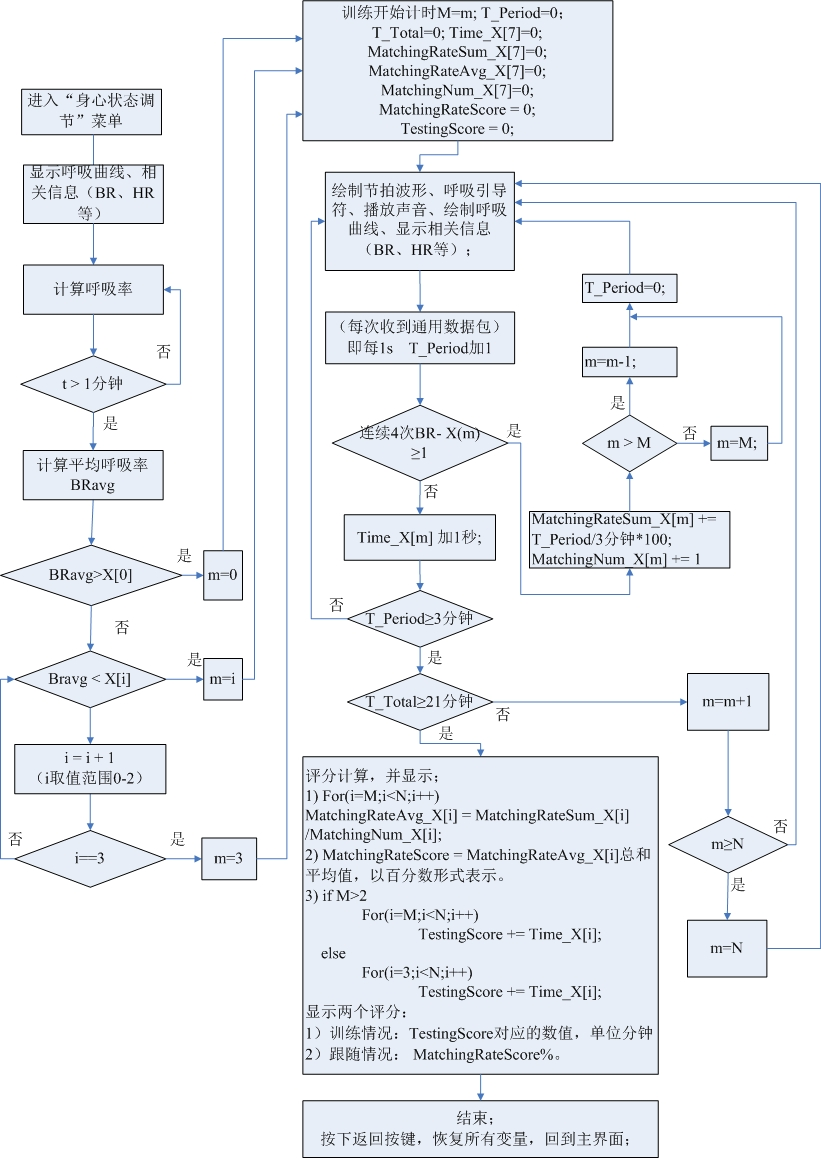 进入“身心状态调
节”菜单
显示呼吸曲线、相
关信息（BR、HR
等）
计算呼吸率
否
t > 1分钟
是
计算平均呼吸率
BRavg
BRavg>X[0]
是
m=0
否
Bravg < X[i]
是
m=i
i = i + 1
（i取值范围0-2）
否
i==3
是
m=3
训练开始计时M=m; T_Period=0;
T_Total=0; Time_X[7]=0;
MatchingRateSum_X[7]=0;
MatchingRateAvg_X[7]=0;
MatchingNum_X[7]=0;
MatchingRateScore = 0;
TestingScore = 0;
绘制节拍波形、呼吸引导
符、播放声音、绘制呼吸
曲线、显示相关信息
（BR、HR等）;
（每次收到通用数据包）
即每1s T_Period加1
连续4次BR- X(m)
≥1
是
否
Time_X[m] 加1秒;
否
T_Period≥3分钟
是
T_Total≥21分钟
否
是
T_Period=0;
m=m-1;
是
m > M
否
m=M;
MatchingRateSum_X[m] +=
T_Period/3分钟*100;
MatchingNum_X[m] += 1
m=m+1
m≥N
否
是
m=N
评分计算，并显示;
1) For(i=M;i<N;i++)
MatchingRateAvg_X[i] = MatchingRateSum_X[i]
/MatchingNum_X[i];
2) MatchingRateScore = MatchingRateAvg_X[i]总和
平均值，以百分数形式表示。
3) if M>2
For(i=M;i<N;i++)
TestingScore += Time_X[i];
else
For(i=3;i<N;i++)
TestingScore += Time_X[i];
显示两个评分:
1）训练情况：TestingScore对应的数值，单位分钟
2）跟随情况： MatchingRateScore%。
结束;
按下返回按键，恢复所有变量，回到主界面;